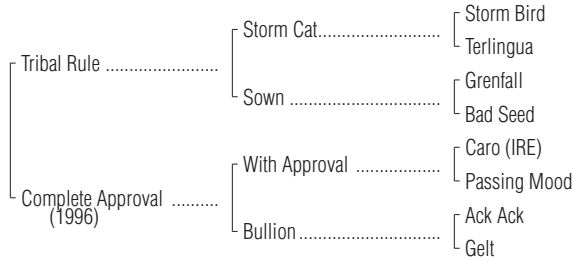 Storm Bird
Storm Cat..............................
Terlingua
Tribal Rule ...........................
Grenfall
Sown .....................................
Bad Seed
Caro (IRE)
With Approval .....................
Passing Mood
Complete Approval ...........
(1996)
Ack Ack
Bullion...................................
Gelt